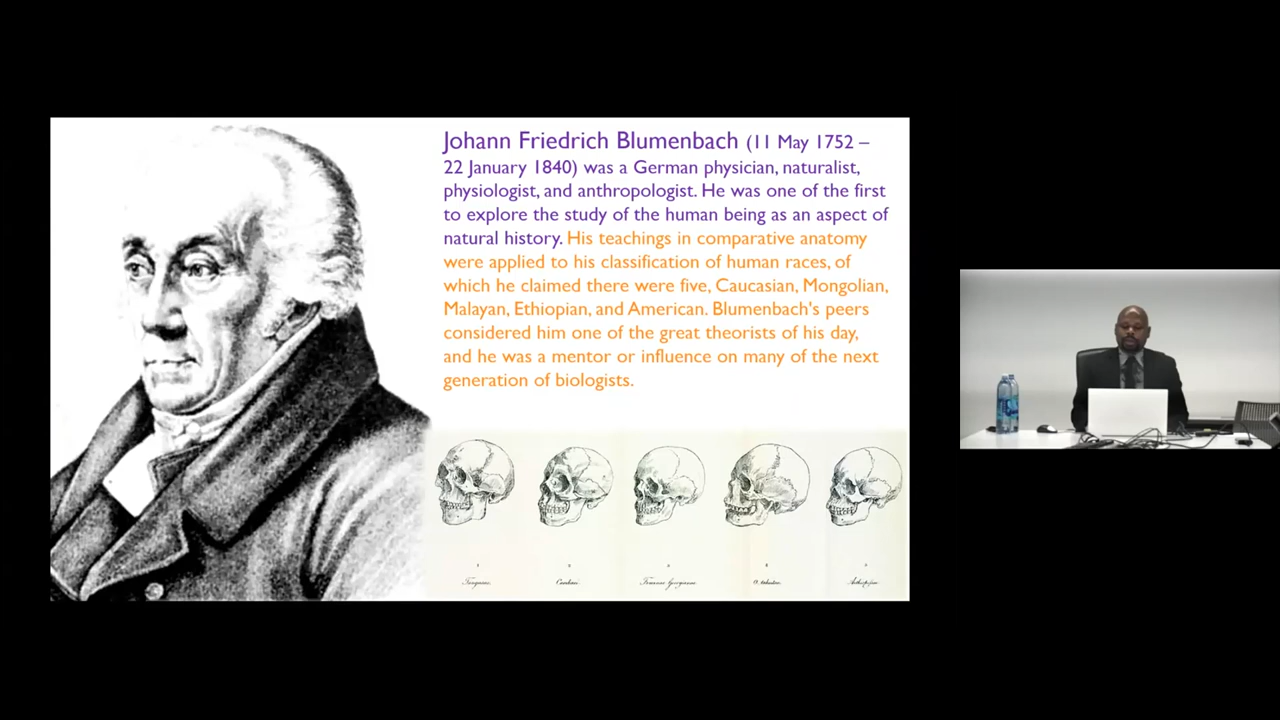 Johann Friedrich Blumenbach (11 May 1752 –
22 January 1840) was a German physician, naturalist,
physiologist, and anthropologist. He was one of the first
to explore the study of the human being as an aspect of
natural history. His teachings in comparative anatomy
were applied to his classification of human races, of
which he claimed there were five, Caucasian, Mongolian,
Malayan, Ethiopian, and American. Blumenbach's peers
considered him one of the great theorists of his day,
and he was a mentor or influence on many of the next
generation of biologists.